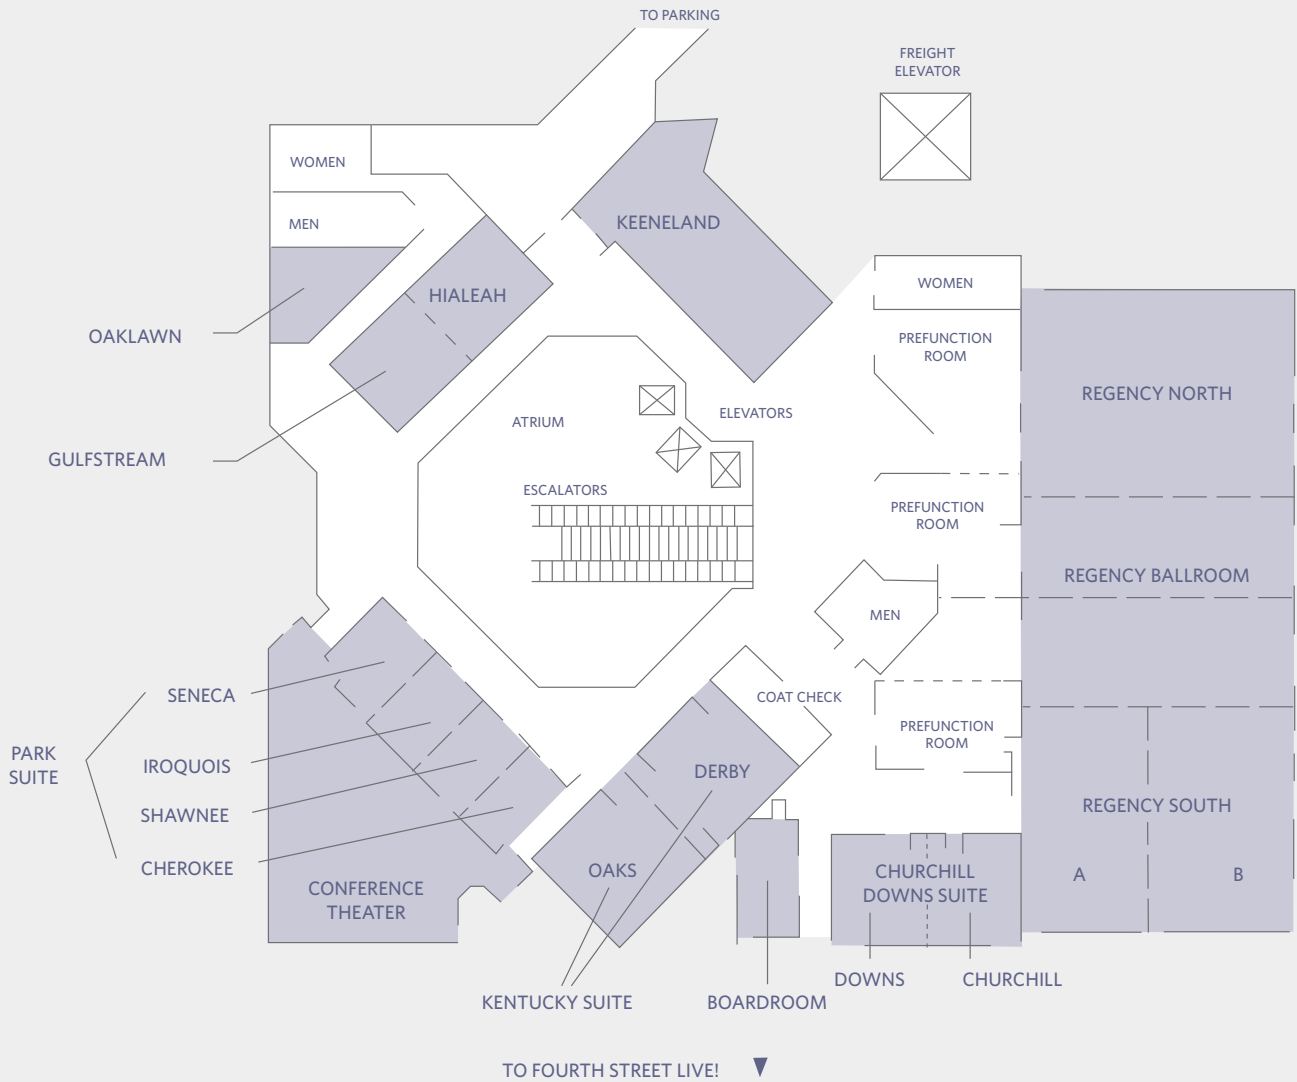 TO PARKING
FREIGHT
ELEVATOR
WOMEN
MEN
KEENELAND
HIALEAH
OAKLAWN
GULFSTREAM
WOMEN
PREFUNCTION
ROOM
REGENCY NORTH
ATRIUM
ELEVATORS
ESCALATORS
PREFUNCTION
ROOM
REGENCY BALLROOM
MEN
COAT CHECK
PREFUNCTION
ROOM
PARK
SUITE
SENECA
IROQUOIS
SHAWNEE
CHEROKEE
CONFERENCE
THEATER
DERBY
OAKS
REGENCY SOUTH
A
B
CHURCHILL
DOWNS SUITE
DOWNS
CHURCHILL
KENTUCKY SUITE
BOARDROOM
TO FOURTH STREET LIVE!